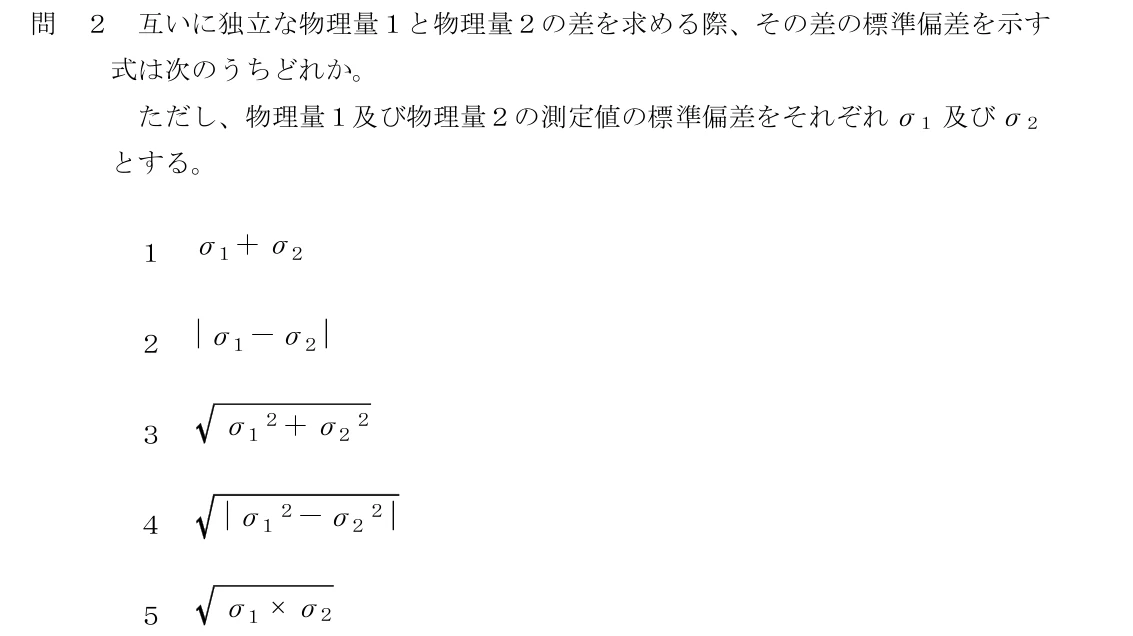 問　２　互いに独立な物理量１と物理量２の差を求める際、その差の標準偏差を示す
式は次のうちどれか。
ただし、物理量１及び物理量２の測定値の標準偏差をそれぞれ σ₁ 及び σ₂
とする。
１　σ₁＋σ₂
２　|σ₁－σ₂|
３　√(σ₁²＋σ₂²)
４　√|σ₁²－σ₂²|
５　√(σ₁×σ₂)